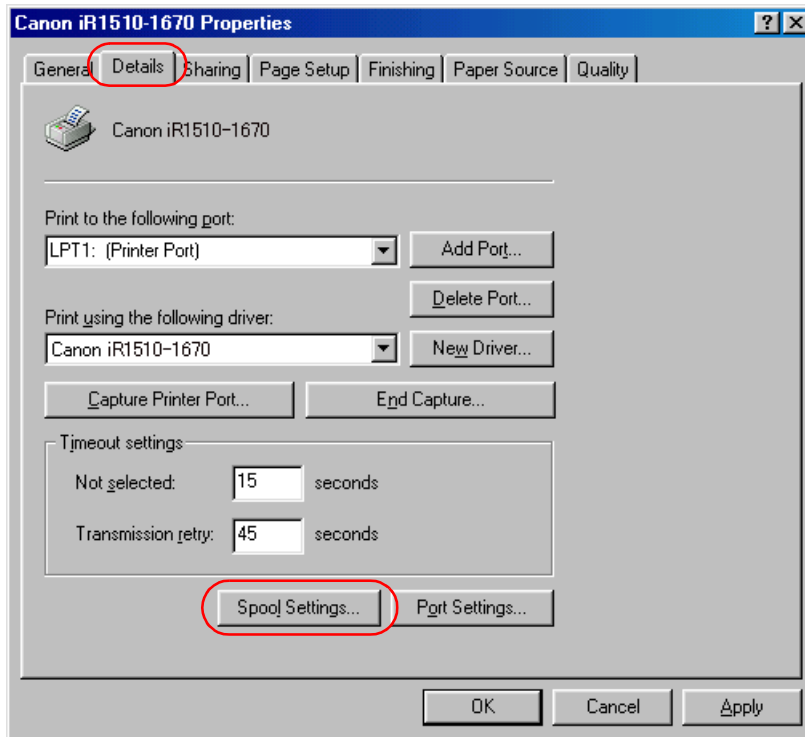 Canon iR1510-1670 Properties ? ×
General Details Sharing Page Setup Finishing Paper Source Quality
Canon iR1510-1670
Print to the following port:
LPT1: (Printer Port) Add Port...
Delete Port...
Print using the following driver:
Canon iR1510-1670 New Driver...
Capture Printer Port... End Capture...
Timeout settings
Not selected: 15 seconds
Transmission retry: 45 seconds
Spool Settings... Port Settings...
OK Cancel Apply